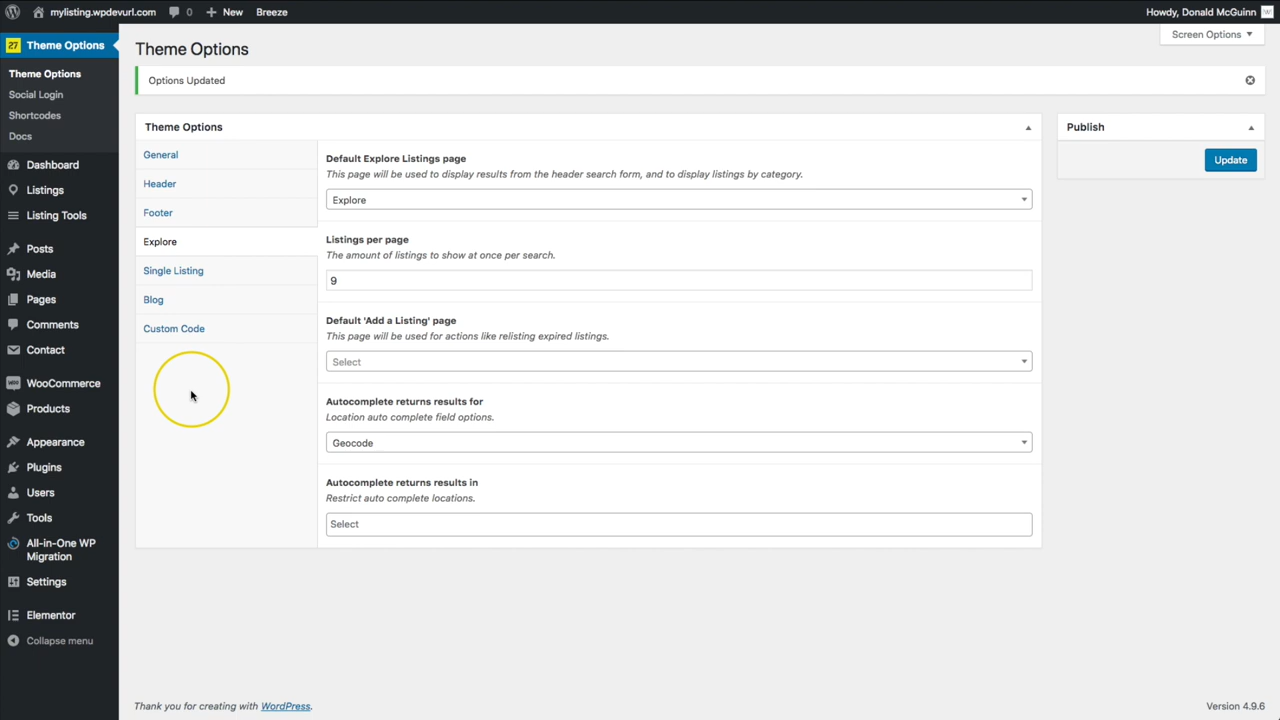 mylisting.wpdevurl.com 0 New Breeze Howdy, Donald McGuinn
27 Theme Options
Theme Options
Social Login
Shortcodes
Docs
Dashboard
Listings
Listing Tools
Posts
Media
Pages
Comments
Contact
WooCommerce
Products
Appearance
Plugins
Users
Tools
All-in-One WP
Migration
Settings
Elementor
Collapse menu
Screen Options
Theme Options
Options Updated
Theme Options
General
Header
Footer
Explore
Single Listing
Blog
Custom Code
Default Explore Listings page
This page will be used to display results from the header search form, and to display listings by category.
Explore
Listings per page
The amount of listings to show at once per search.
9
Default 'Add a Listing' page
This page will be used for actions like relisting expired listings.
Select
Autocomplete returns results for
Location auto complete field options.
Geocode
Autocomplete returns results in
Restrict auto complete locations.
Select
Publish
Update
Thank you for creating with WordPress.
Version 4.9.6